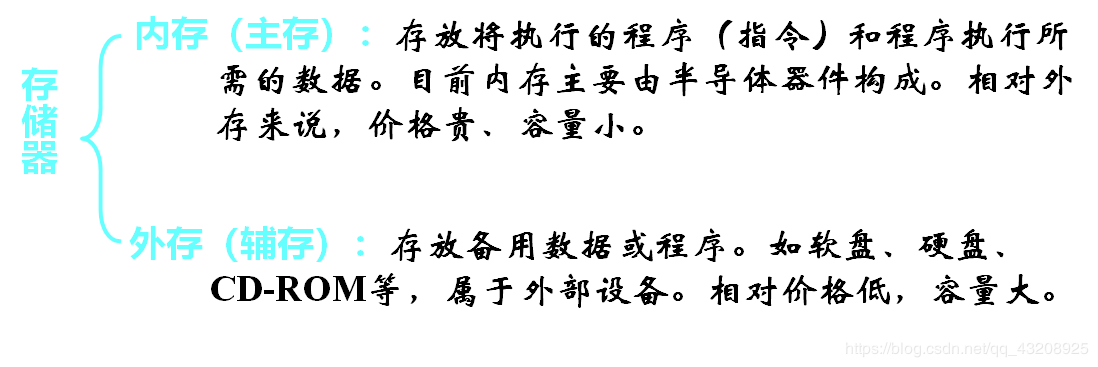 存储器
内存（主存）：存放将执行的程序（指令）和程序执行所
需的数据。目前内存主要由半导体器件构成。相对外
存来说，价格贵、容量小。
外存（辅存）：存放备用数据或程序。如软盘、硬盘、
CD-ROM等，属于外部设备。相对价格低，容量大。
https://blog.csdn.net/qq_43208925